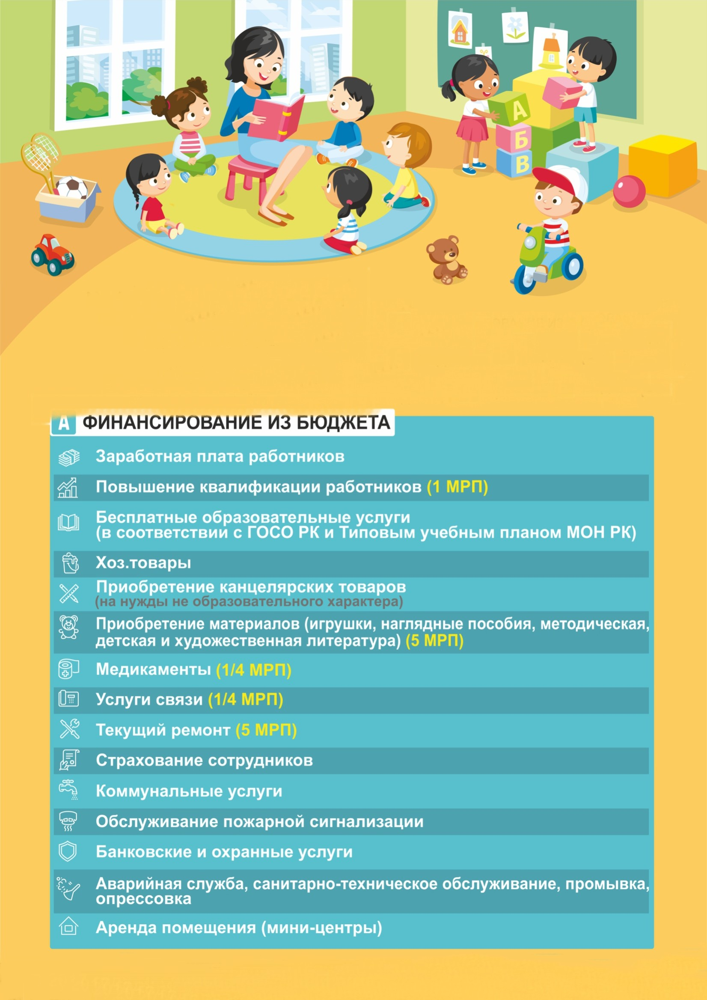 А
Б
В
А ФИНАНСИРОВАНИЕ ИЗ БЮДЖЕТА
Заработная плата работников
Повышение квалификации работников (1 МРП)
Бесплатные образовательные услуги
(в соответствии с ГОСО РК и Типовым учебным планом МОН РК)
Хоз.товары
Приобретение канцелярских товаров
(на нужды не образовательного характера)
Приобретение материалов (игрушки, наглядные пособия, методическая,
детская и художественная литература) (5 МРП)
Медикаменты (1/4 МРП)
Услуги связи (1/4 МРП)
Текущий ремонт (5 МРП)
Страхование сотрудников
Коммунальные услуги
Обслуживание пожарной сигнализации
Банковские и охранные услуги
Аварийная служба, санитарно-техническое обслуживание, промывка,
опрессовка
Аренда помещения (мини-центры)